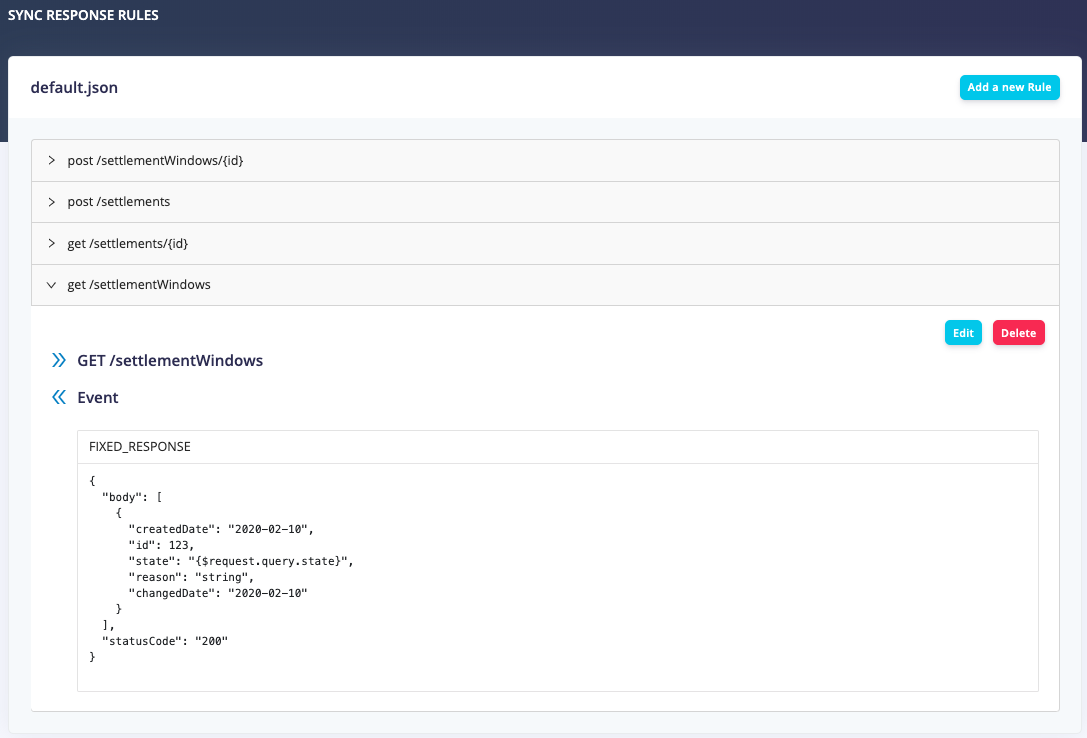 SYNC RESPONSE RULES
default.json
Add a new Rule
post /settlementWindows/{id}
post /settlements
get /settlements/{id}
get /settlementWindows
Edit
Delete
GET /settlementWindows
Event
FIXED_RESPONSE
{
  "body": [
    {
      "createdDate": "2020-02-10",
      "id": 123,
      "state": "{$request.query.state}",
      "reason": "string",
      "changedDate": "2020-02-10"
    }
  ],
  "statusCode": "200"
}